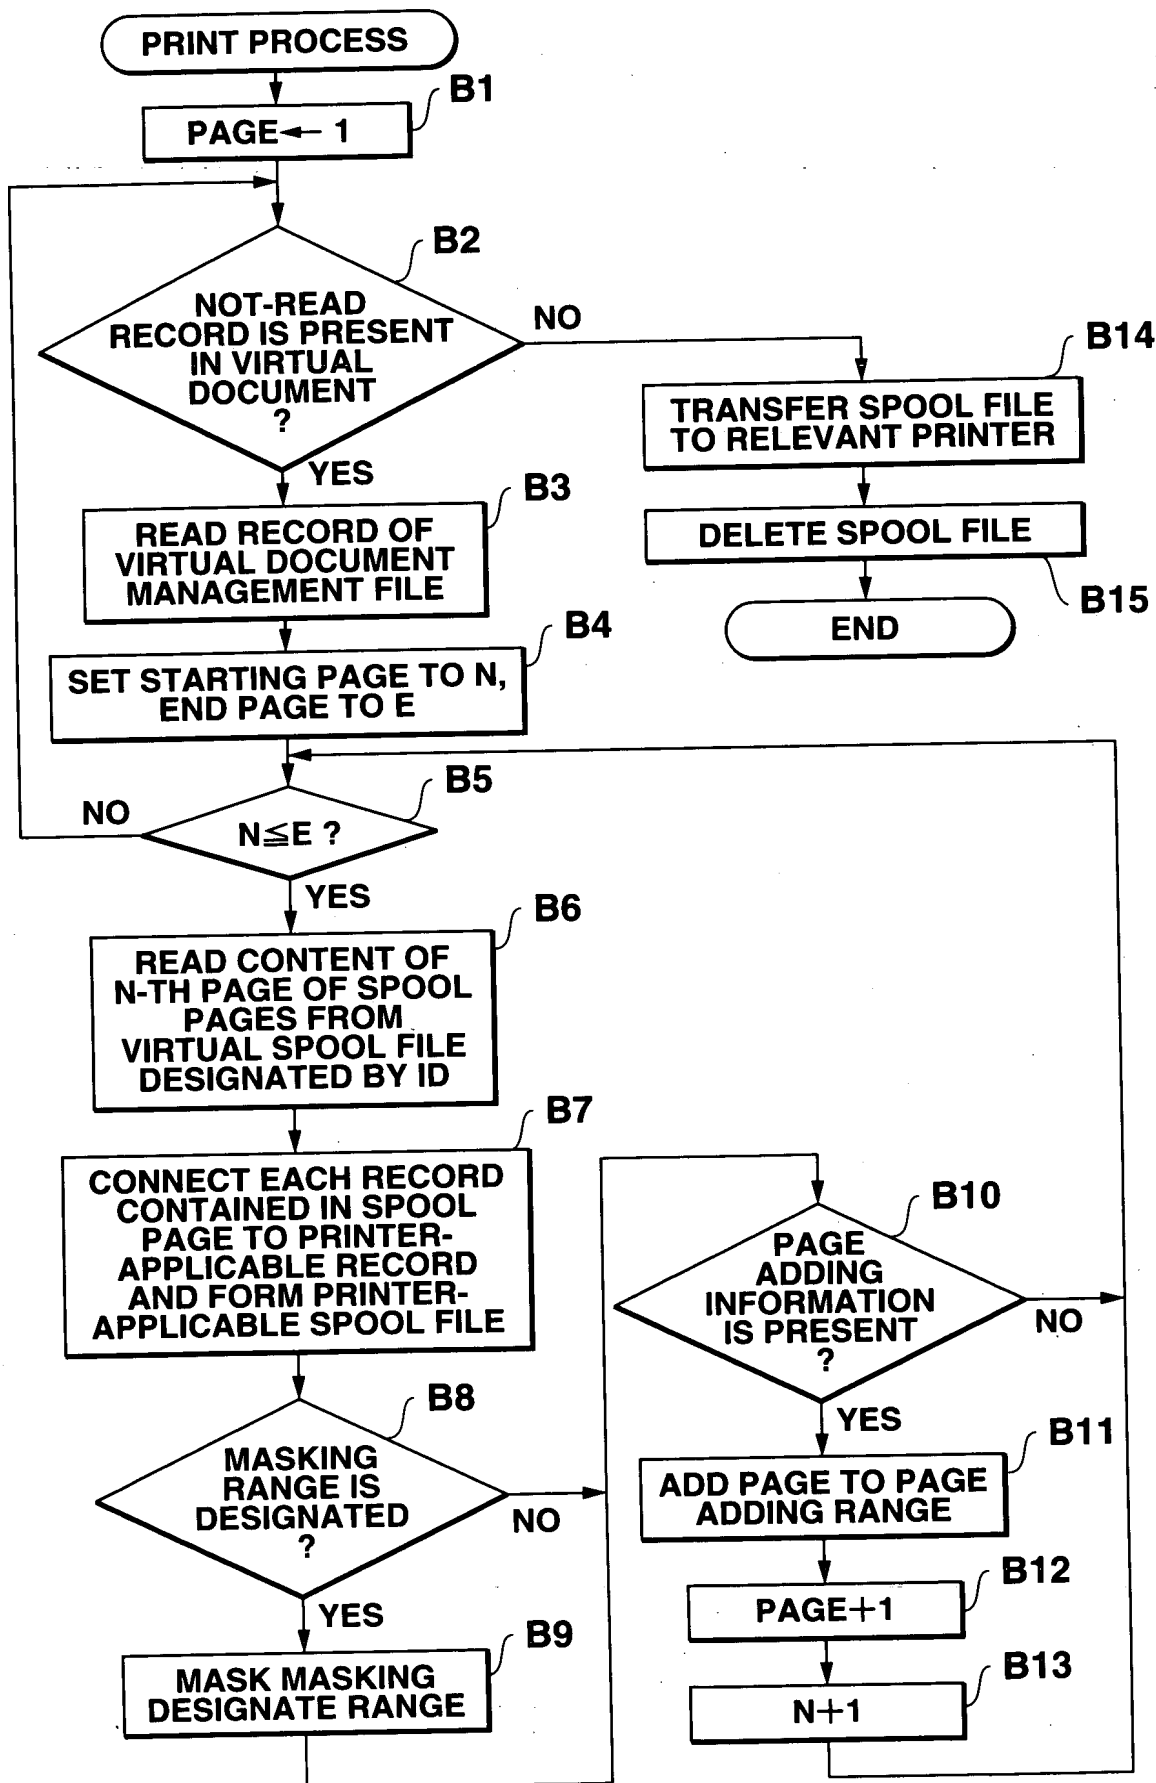 PRINT PROCESS
B1
PAGE ← 1
B2
NOT-READ
RECORD IS PRESENT
IN VIRTUAL
DOCUMENT
?
NO
YES
B14
TRANSFER SPOOL FILE
TO RELEVANT PRINTER
B3
READ RECORD OF
VIRTUAL DOCUMENT
MANAGEMENT FILE
DELETE SPOOL FILE
B15
END
B4
SET STARTING PAGE TO N,
END PAGE TO E
B5
N≦E ?
NO
YES
B6
READ CONTENT OF
N-TH PAGE OF SPOOL
PAGES FROM
VIRTUAL SPOOL FILE
DESIGNATED BY ID
B7
CONNECT EACH RECORD
CONTAINED IN SPOOL
PAGE TO PRINTER-
APPLICABLE RECORD
AND FORM PRINTER-
APPLICABLE SPOOL FILE
B8
MASKING
RANGE IS
DESIGNATED
?
NO
YES
B9
MASK MASKING
DESIGNATE RANGE
B10
PAGE
ADDING
INFORMATION
IS PRESENT
?
NO
YES
B11
ADD PAGE TO PAGE
ADDING RANGE
B12
PAGE+1
B13
N+1